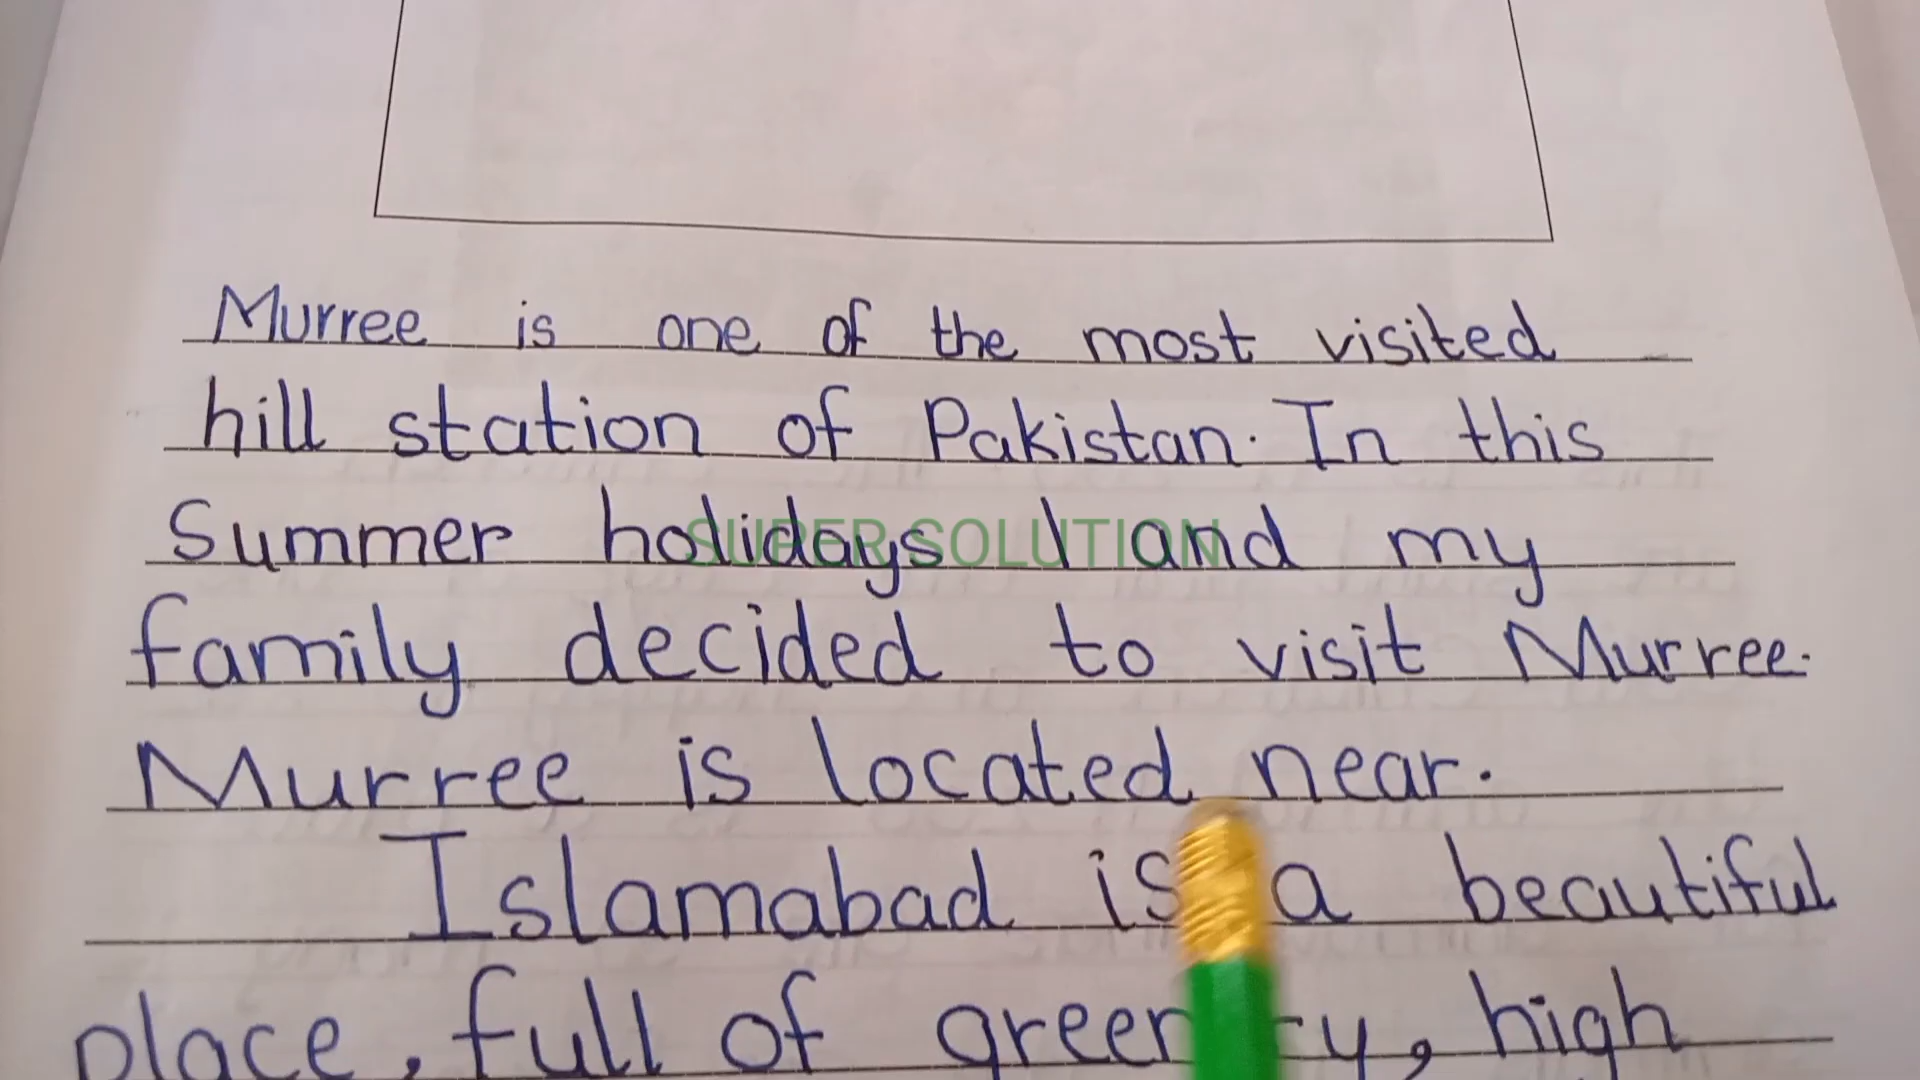 Murree is one of the most visited
hill station of Pakistan. In this
Summer holidays I and my
SUPER SOLUTION
family decided to visit Murree.
Murree is located near.
Islamabad is a beautiful
place, full of high